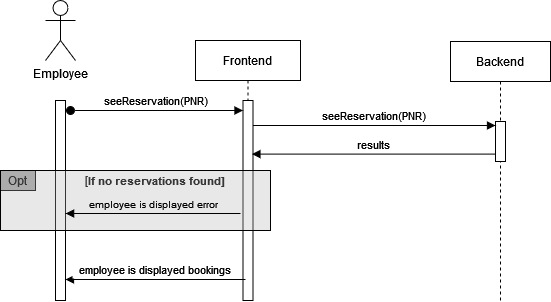 Employee
Frontend
Backend
seeReservation(PNR)
seeReservation(PNR)
results
Opt
[If no reservations found]
employee is displayed error
employee is displayed bookings